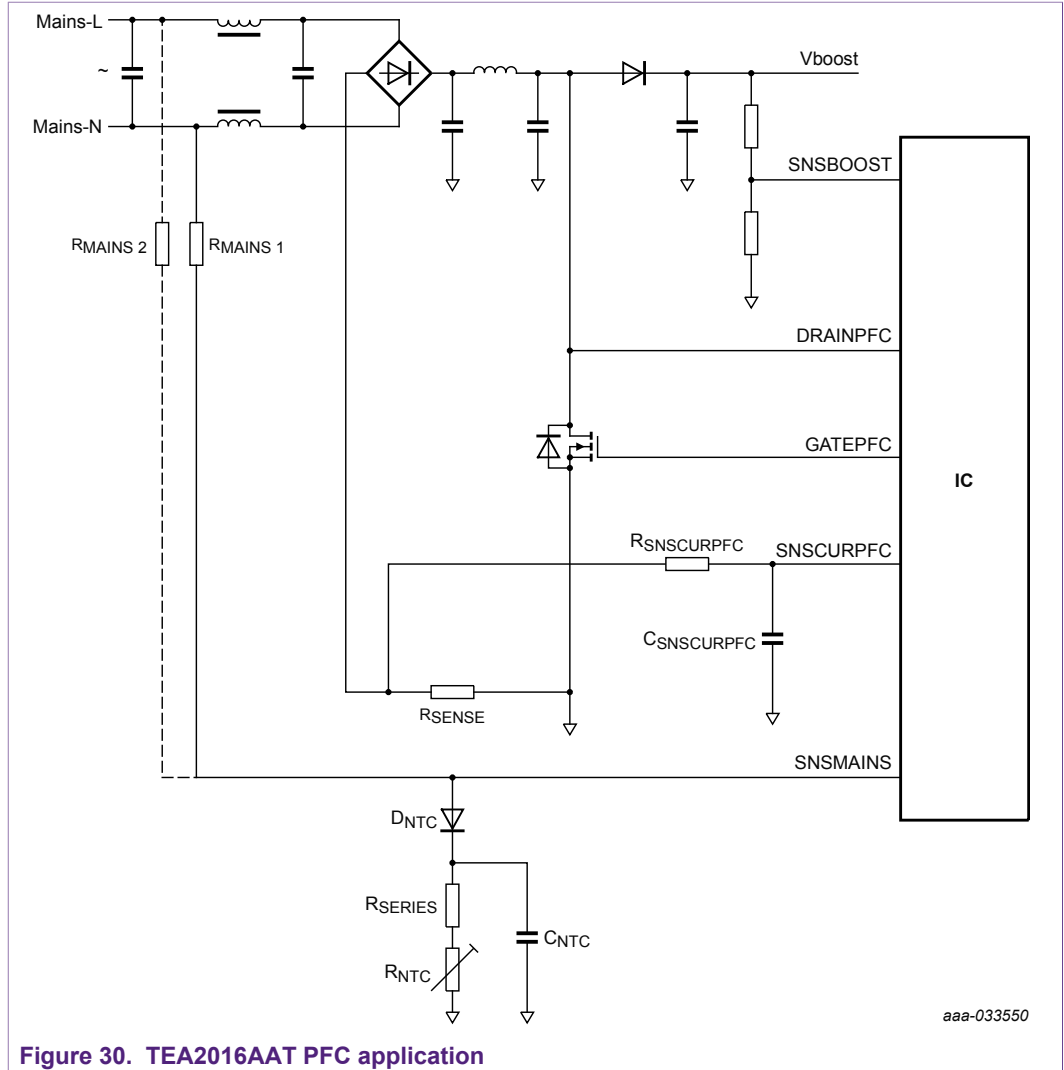 Mains-L
Vboost
~
Mains-N
SNSBOOST
RMAINS 2
RMAINS 1
DRAINPFC
GATEPFC
IC
RSNSCURPFC
SNSCURPFC
CSNSCURPFC
RSENSE
SNSMAINS
DNTC
RSERIES
CNTC
RNTC
aaa-033550
Figure 30. TEA2016AAT PFC application